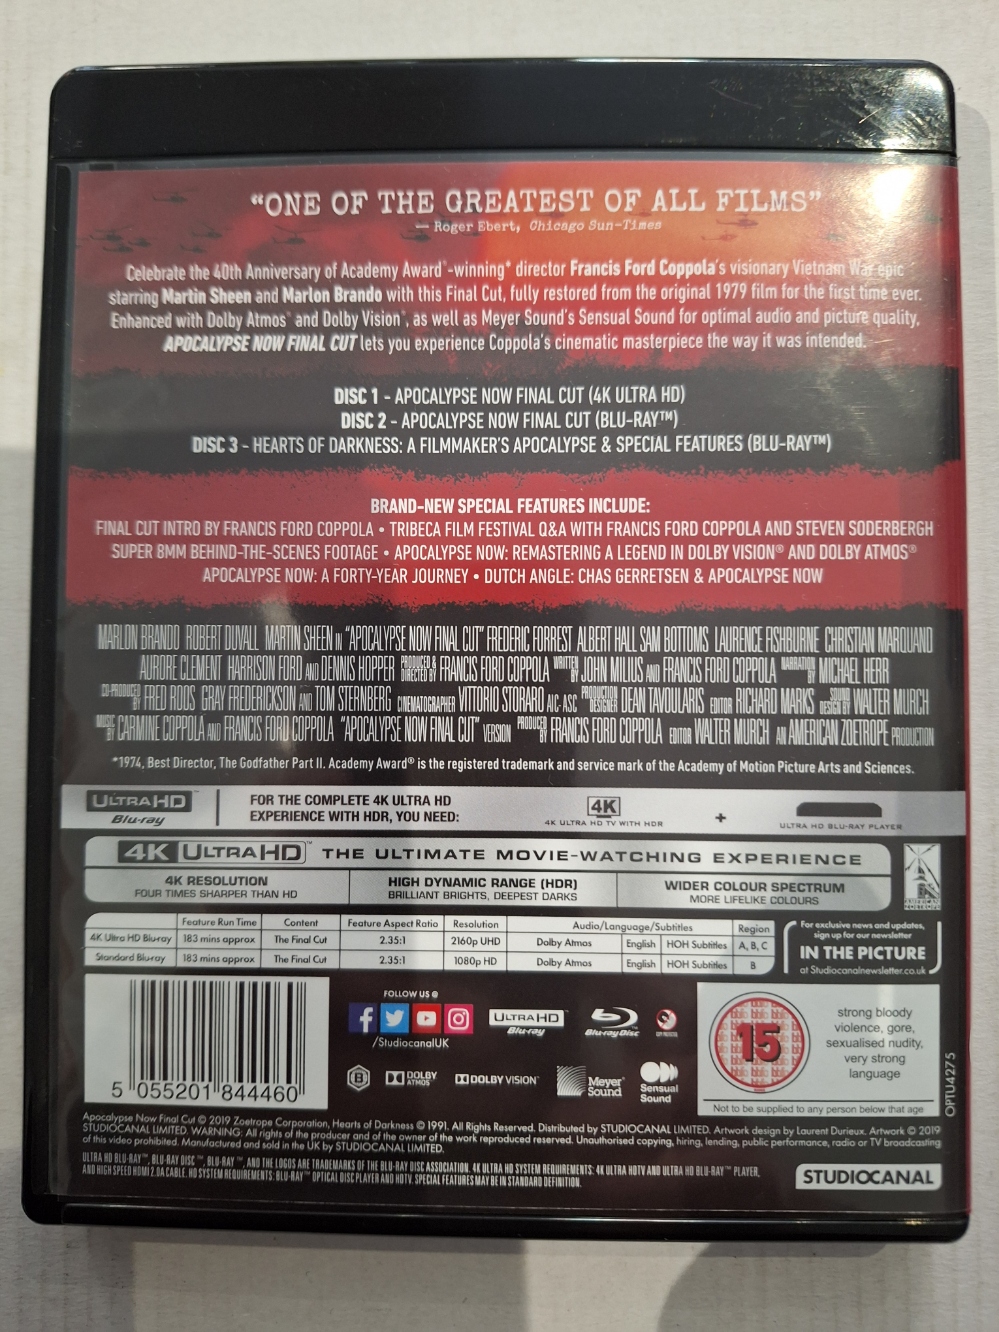 “ONE OF THE GREATEST OF ALL FILMS”
— Roger Ebert, Chicago Sun-Times
Celebrate the 40th Anniversary of Academy Award®-winning* director Francis Ford Coppola's visionary Vietnam War epic
starring Martin Sheen and Marlon Brando with this Final Cut, fully restored from the original 1979 film for the first time ever.
Enhanced with Dolby Atmos® and Dolby Vision®, as well as Meyer Sound's Sensual Sound for optimal audio and picture quality,
APOCALYPSE NOW FINAL CUT lets you experience Coppola's cinematic masterpiece the way it was intended.
DISC 1 - APOCALYPSE NOW FINAL CUT (4K ULTRA HD)
DISC 2 - APOCALYPSE NOW FINAL CUT (BLU-RAY™)
DISC 3 - HEARTS OF DARKNESS: A FILMMAKER'S APOCALYPSE & SPECIAL FEATURES (BLU-RAY™)
BRAND-NEW SPECIAL FEATURES INCLUDE:
FINAL CUT INTRO BY FRANCIS FORD COPPOLA • TRIBECA FILM FESTIVAL Q&A WITH FRANCIS FORD COPPOLA AND STEVEN SODERBERGH
SUPER 8MM BEHIND-THE-SCENES FOOTAGE • APOCALYPSE NOW: REMASTERING A LEGEND IN DOLBY VISION® AND DOLBY ATMOS®
APOCALYPSE NOW: A FORTY-YEAR JOURNEY • DUTCH ANGLE: CHAS GERRETSEN & APOCALYPSE NOW
MARLON BRANDO ROBERT DUVALL MARTIN SHEEN IN “APOCALYPSE NOW FINAL CUT” FREDERIC FORREST ALBERT HALL SAM BOTTOMS LAURENCE FISHBURNE CHRISTIAN MARQUAND
AURORE CLEMENT HARRISON FORD AND DENNIS HOPPER PRODUCED & DIRECTED BY FRANCIS FORD COPPOLA WRITTEN BY JOHN MILIUS AND FRANCIS FORD COPPOLA NARRATION BY MICHAEL HERR
CO-PRODUCED BY FRED ROOS GRAY FREDERICKSON AND TOM STERNBERG CINEMATOGRAPHER VITTORIO STORARO AIC-ASC PRODUCTION DESIGNER DEAN TAVOULARIS EDITOR RICHARD MARKS SOUND DESIGN BY WALTER MURCH
MUSIC BY CARMINE COPPOLA AND FRANCIS FORD COPPOLA “APOCALYPSE NOW FINAL CUT” VERSION PRODUCED BY FRANCIS FORD COPPOLA EDITOR WALTER MURCH AN AMERICAN ZOETROPE PRODUCTION
*1974, Best Director, The Godfather Part II. Academy Award® is the registered trademark and service mark of the Academy of Motion Picture Arts and Sciences.
ULTRA HD Blu-ray™
FOR THE COMPLETE 4K ULTRA HD
EXPERIENCE WITH HDR, YOU NEED:
4K
4K ULTRA HD TV WITH HDR
+
ULTRA HD BLU-RAY PLAYER
4K ULTRA HD™ THE ULTIMATE MOVIE-WATCHING EXPERIENCE
4K RESOLUTION
FOUR TIMES SHARPER THAN HD
HIGH DYNAMIC RANGE (HDR)
BRILLIANT BRIGHTS, DEEPEST DARKS
WIDER COLOUR SPECTRUM
MORE LIFELIKE COLOURS
AMERICAN ZOETROPE
Feature Run Time Content Feature Aspect Ratio Resolution Audio/Language/Subtitles Region
4K Ultra HD Blu-ray 183 mins approx The Final Cut 2.35:1 2160p UHD Dolby Atmos English HOH Subtitles A, B, C
Standard Blu-ray 183 mins approx The Final Cut 2.35:1 1080p HD Dolby Atmos English HOH Subtitles B
For exclusive news and updates,
sign up for our newsletter
IN THE PICTURE
at Studiocanalnewsletter.co.uk
5 055201 844460
FOLLOW US @
/StudiocanalUK
ULTRA HD Blu-ray
Blu-ray Disc
B
DOLBY ATMOS
DOLBY VISION
Meyer Sound
Sensual Sound
15
strong bloody
violence, gore,
sexualised nudity,
very strong
language
Not to be supplied to any person below that age
OPTU4275
Apocalypse Now Final Cut © 2019 Zoetrope Corporation, Hearts of Darkness © 1991. All Rights Reserved. Distributed by STUDIOCANAL LIMITED. Artwork design by Laurent Durieux. Artwork © 2019
STUDIOCANAL LIMITED. WARNING: All rights of the producer and of the owner of the work reproduced reserved. Unauthorised copying, hiring, lending, public performance, radio or TV broadcasting
of this video prohibited. Manufactured and sold in the UK by STUDIOCANAL LIMITED.
ULTRA HD BLU-RAY™, BLU-RAY DISC™, BLU-RAY™, AND THE LOGOS ARE TRADEMARKS OF THE BLU-RAY DISC ASSOCIATION. 4K ULTRA HD SYSTEM REQUIREMENTS: 4K ULTRA HDTV AND ULTRA HD BLU-RAY™ PLAYER,
AND HIGH SPEED HDMI 2.0A CABLE. HD SYSTEM REQUIREMENTS: BLU-RAY™ OPTICAL DISC PLAYER AND HDTV. SPECIAL FEATURES MAY BE IN STANDARD DEFINITION.
STUDIOCANAL